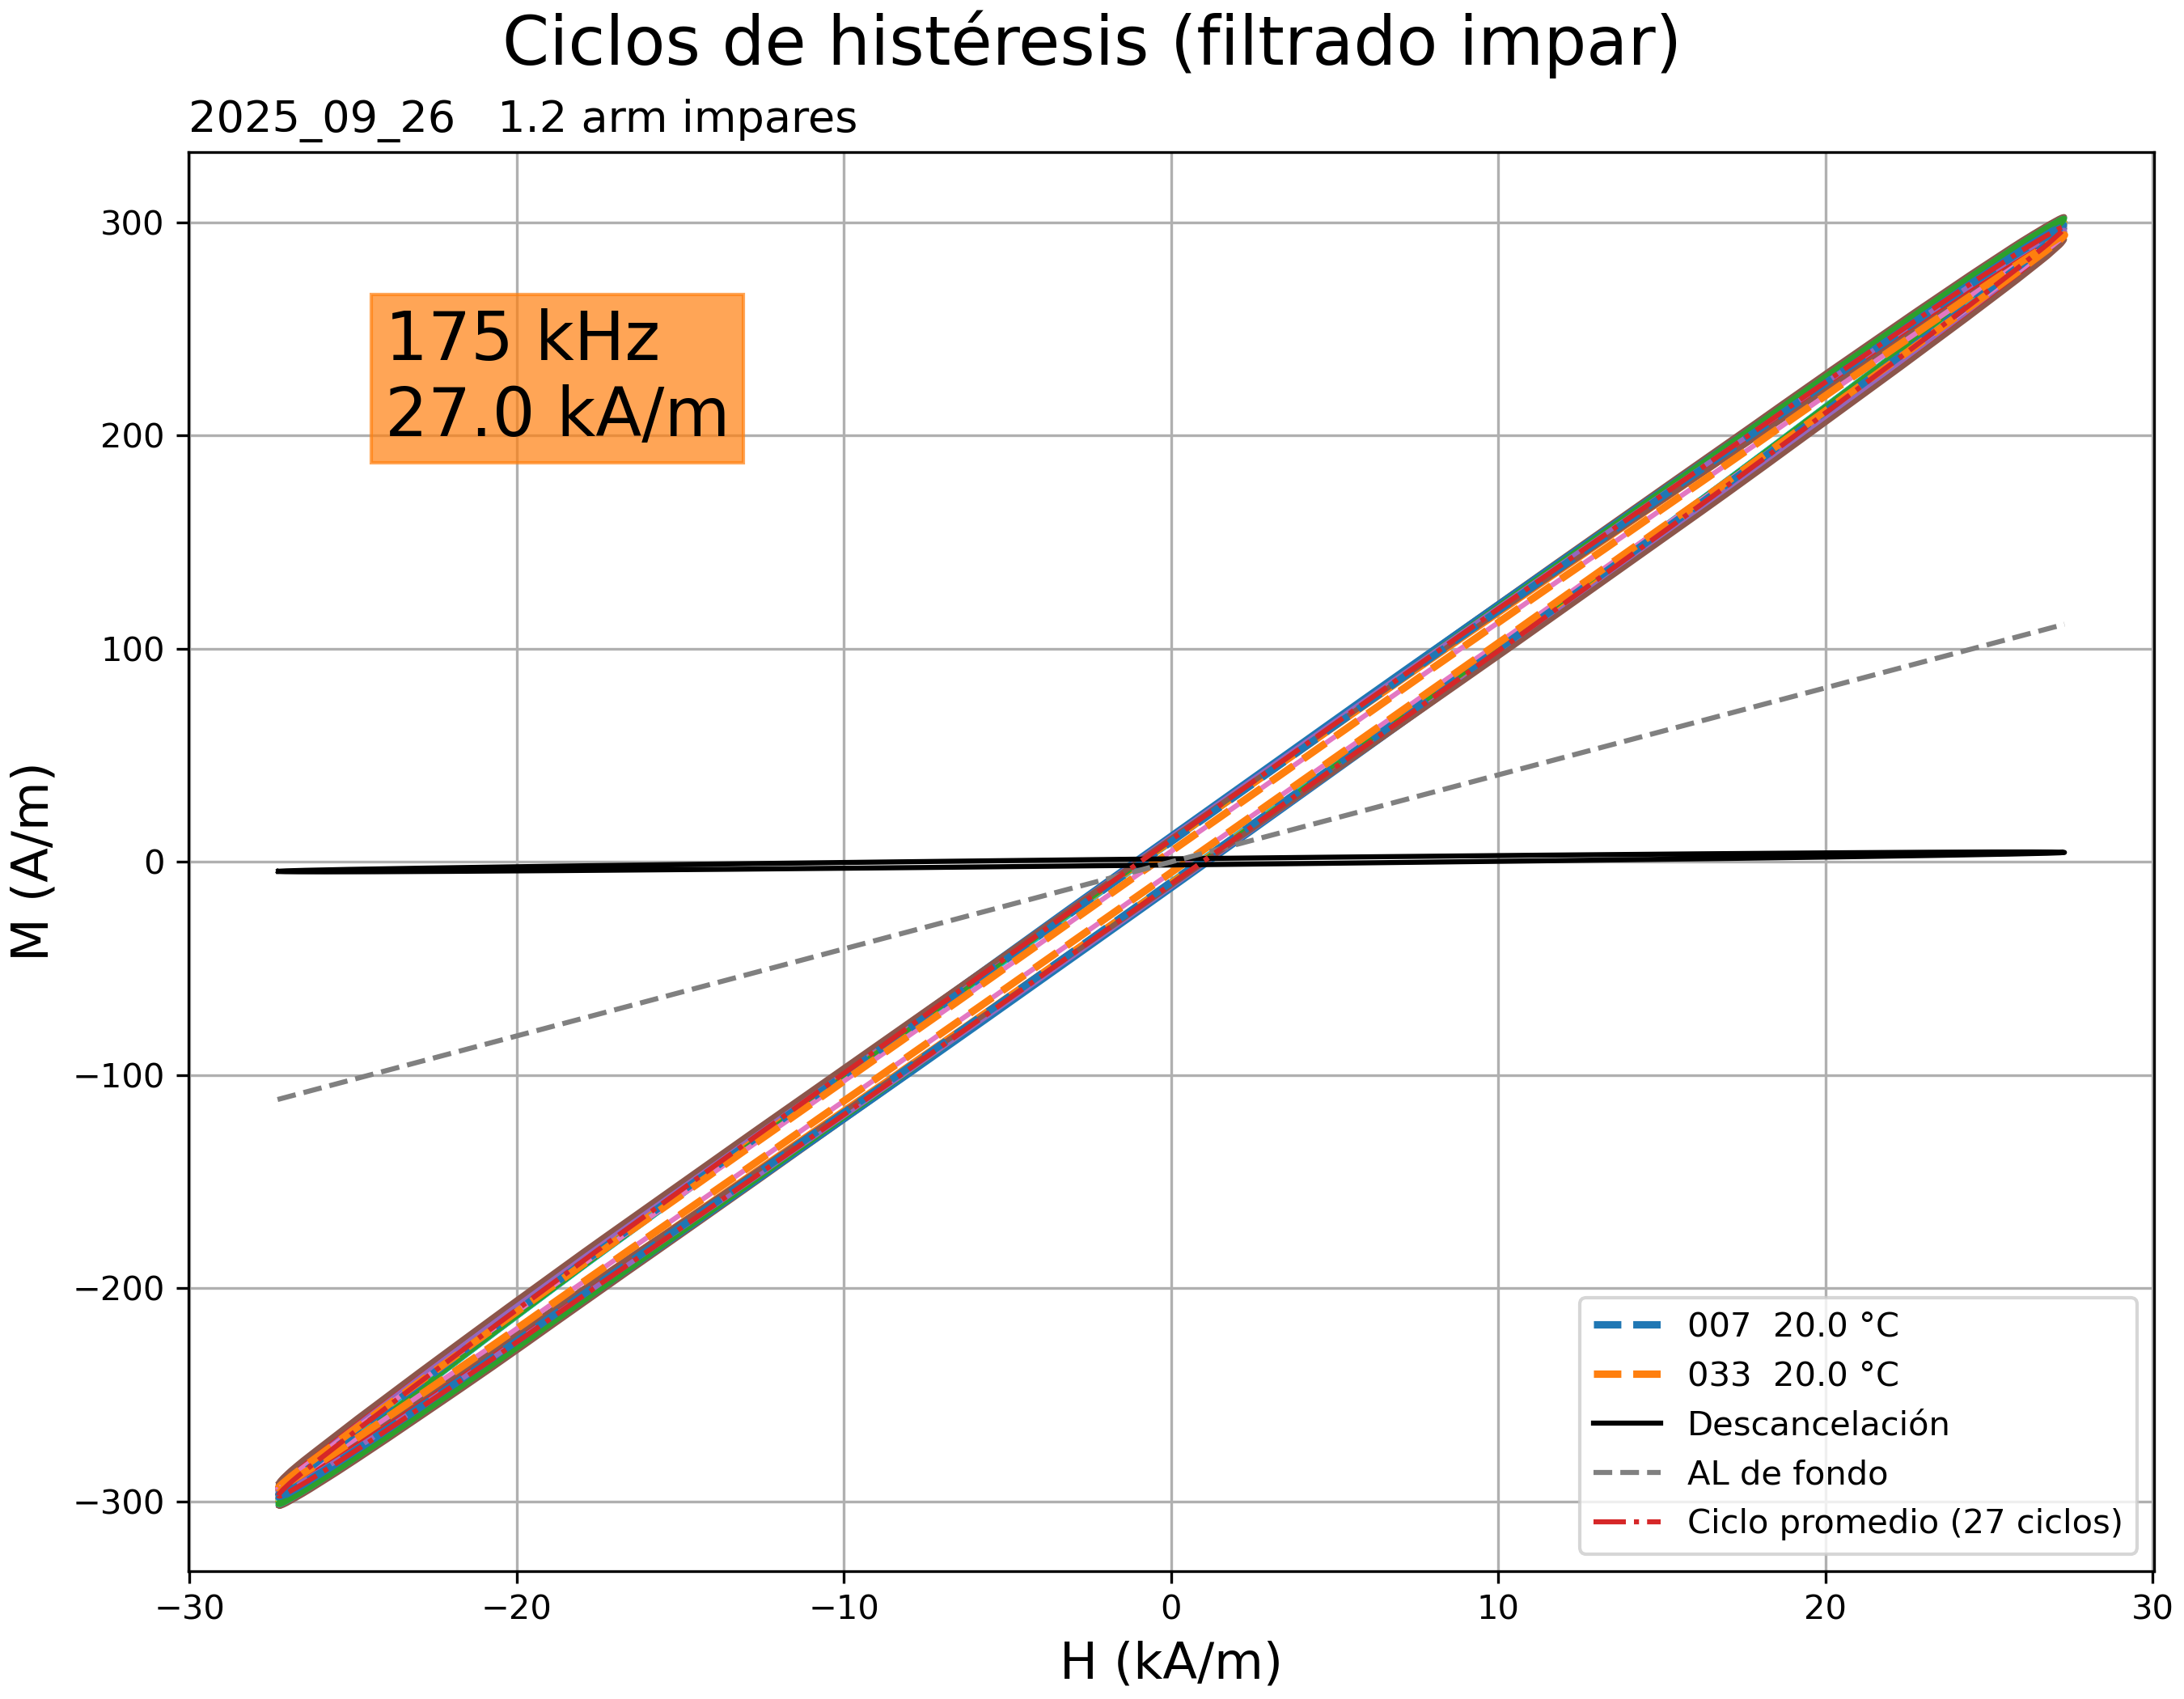 Ciclos de histéresis (filtrado impar)
2025_09_26   1.2 arm impares
175 kHz
27.0 kA/m
M (A/m)
300
200
100
0
−100
−200
−300
−30
−20
−10
0
10
20
30
H (kA/m)
007  20.0 °C
033  20.0 °C
Descancelación
AL de fondo
Ciclo promedio (27 ciclos)